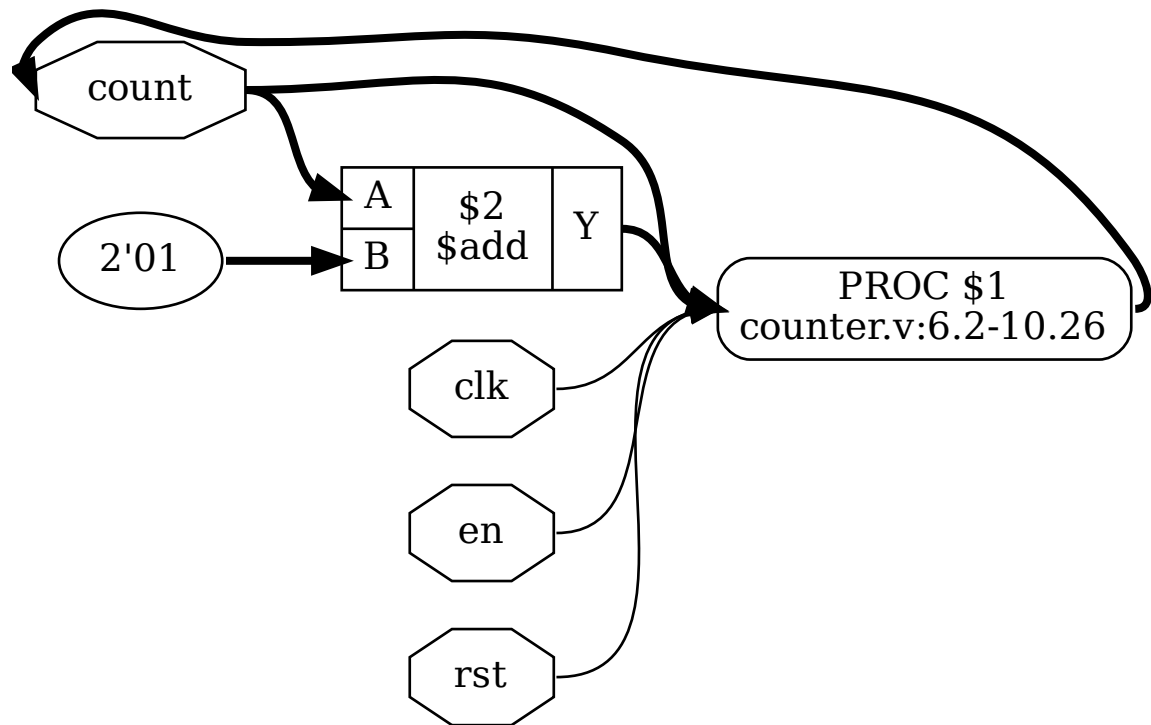 count
2'01
A
B
$2
$add
Y
PROC $1
counter.v:6.2-10.26
clk
en
rst